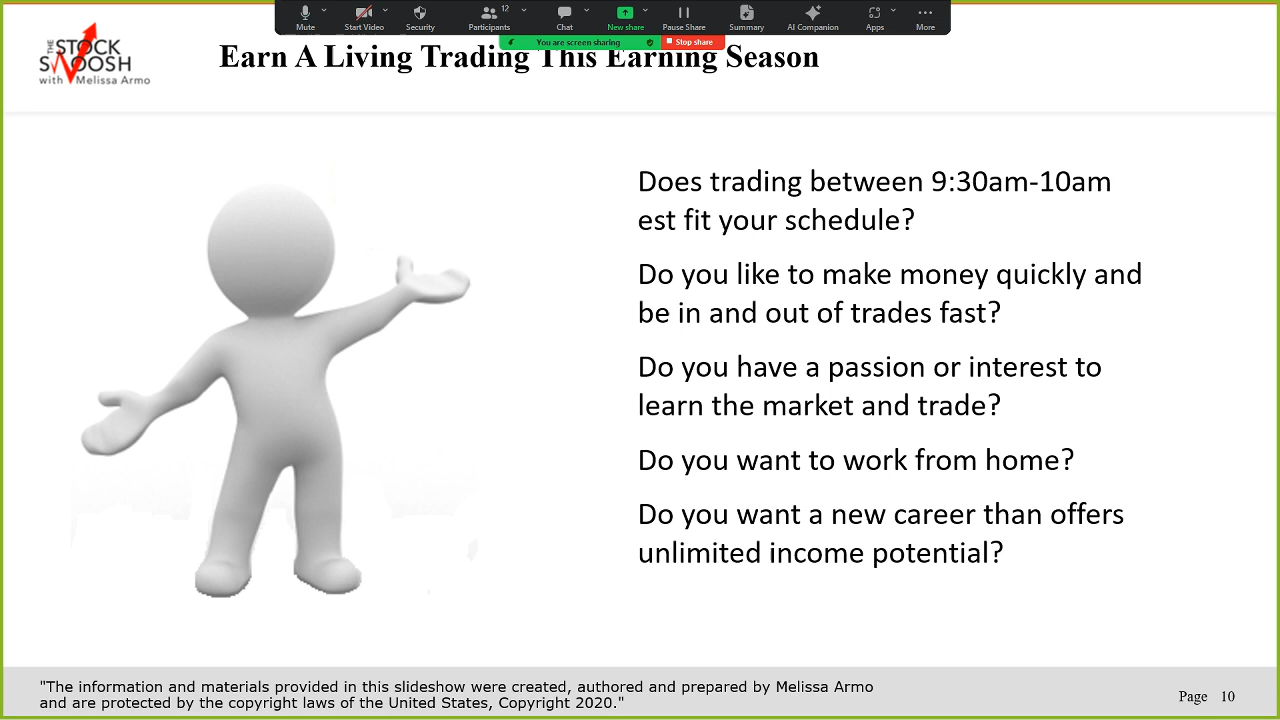 Mute
Start Video
Security
Participants
12
Chat
New share
Pause Share
Summary
AI Companion
Apps
More
You are screen sharing
Stop share
THE
STOCK
SWOOSH
with Melissa Armo
Earn A Living Trading This Earning Season
Does trading between 9:30am-10am
est fit your schedule?
Do you like to make money quickly and
be in and out of trades fast?
Do you have a passion or interest to
learn the market and trade?
Do you want to work from home?
Do you want a new career than offers
unlimited income potential?
"The information and materials provided in this slideshow were created, authored and prepared by Melissa Armo
and are protected by the copyright laws of the United States, Copyright 2020."
Page 10